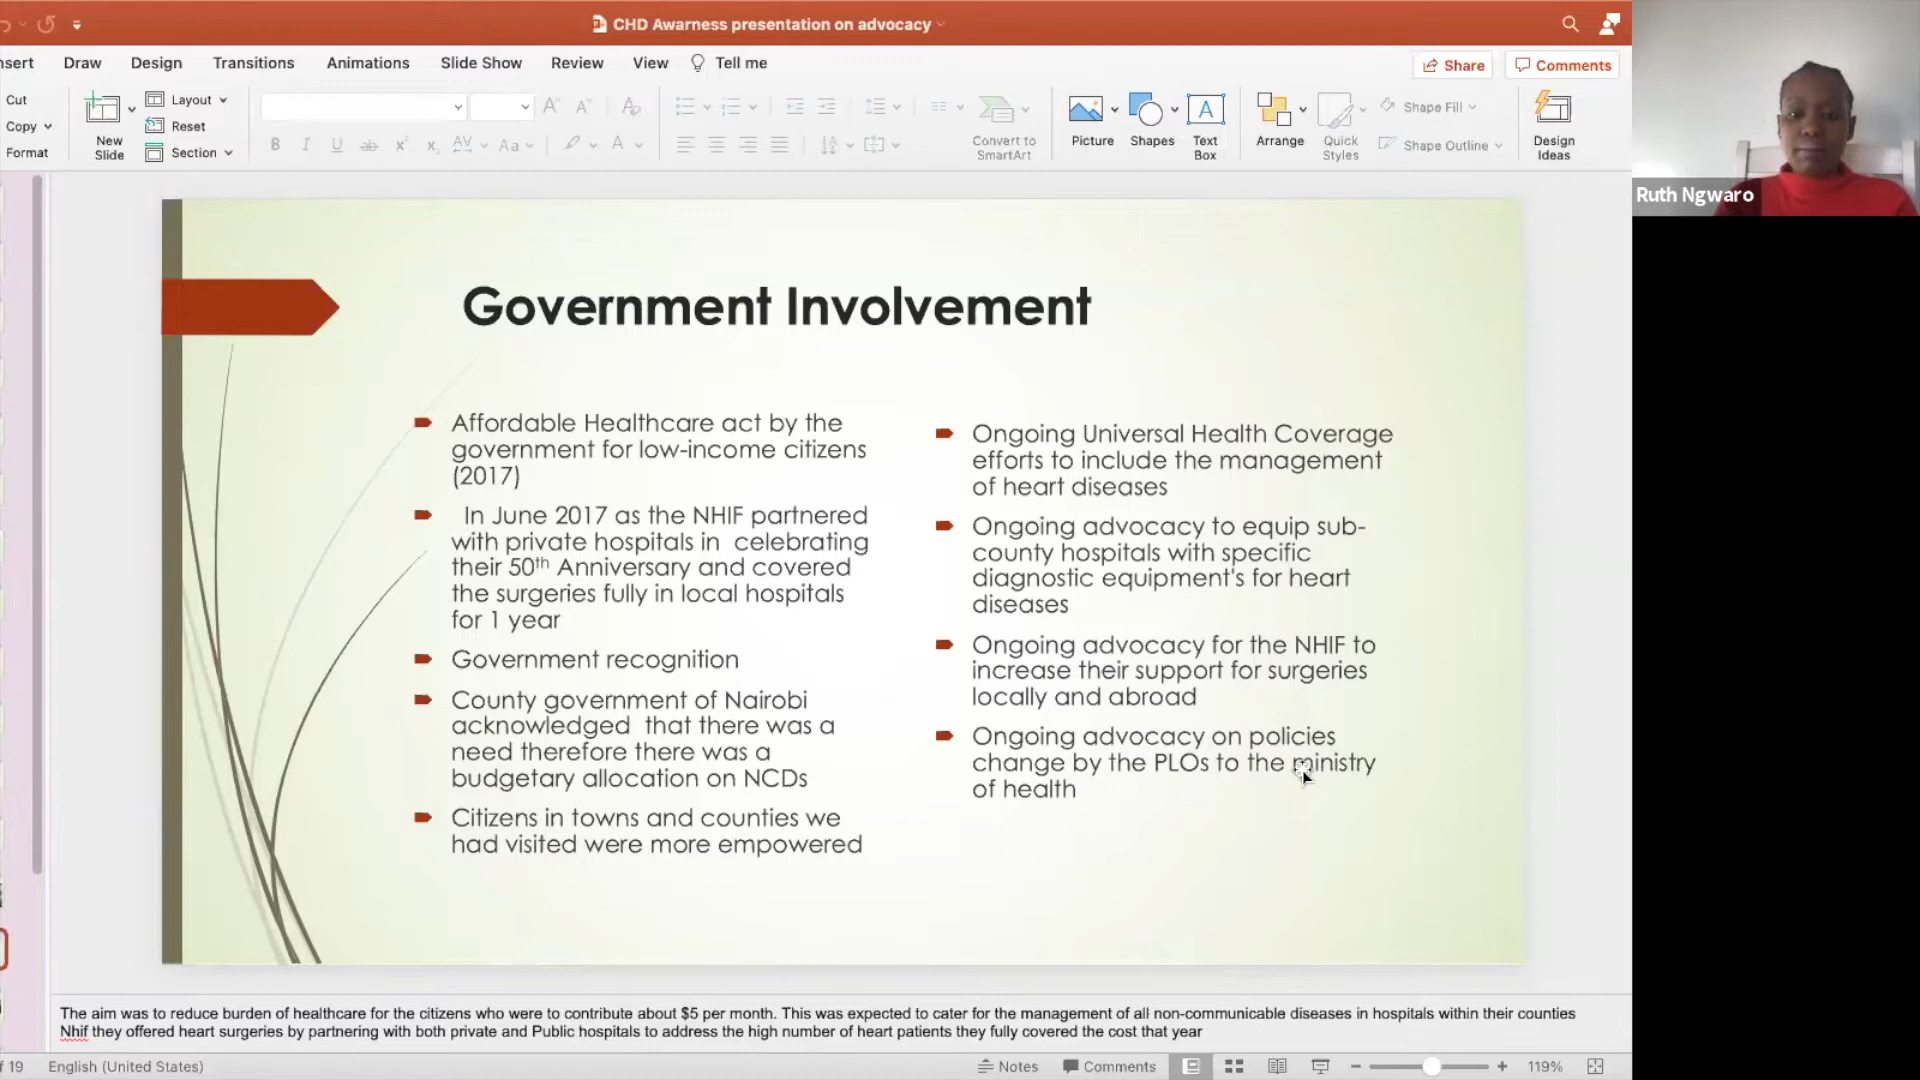 CHD Awarness presentation on advocacy
nsert Draw Design Transitions Animations Slide Show Review View Tell me
Share Comments
Cut
Copy
Format
New
Slide
Layout
Reset
Section
B I U ab x² x₂ AV Aa A
Convert to
SmartArt
Picture
Shapes
Text
Box
Arrange
Quick
Styles
Shape Fill
Shape Outline
Design
Ideas
Ruth Ngwaro
Government Involvement
Affordable Healthcare act by the
government for low-income citizens
(2017)
In June 2017 as the NHIF partnered
with private hospitals in celebrating
their 50th Anniversary and covered
the surgeries fully in local hospitals
for 1 year
Government recognition
County government of Nairobi
acknowledged that there was a
need therefore there was a
budgetary allocation on NCDs
Citizens in towns and counties we
had visited were more empowered
Ongoing Universal Health Coverage
efforts to include the management
of heart diseases
Ongoing advocacy to equip sub-
county hospitals with specific
diagnostic equipment's for heart
diseases
Ongoing advocacy for the NHIF to
increase their support for surgeries
locally and abroad
Ongoing advocacy on policies
change by the PLOs to the ministry
of health
The aim was to reduce burden of healthcare for the citizens who were to contribute about $5 per month. This was expected to cater for the management of all non-communicable diseases in hospitals within their counties
Nhif they offered heart surgeries by partnering with both private and Public hospitals to address the high number of heart patients they fully covered the cost that year
f 19 English (United States) Notes Comments 119%